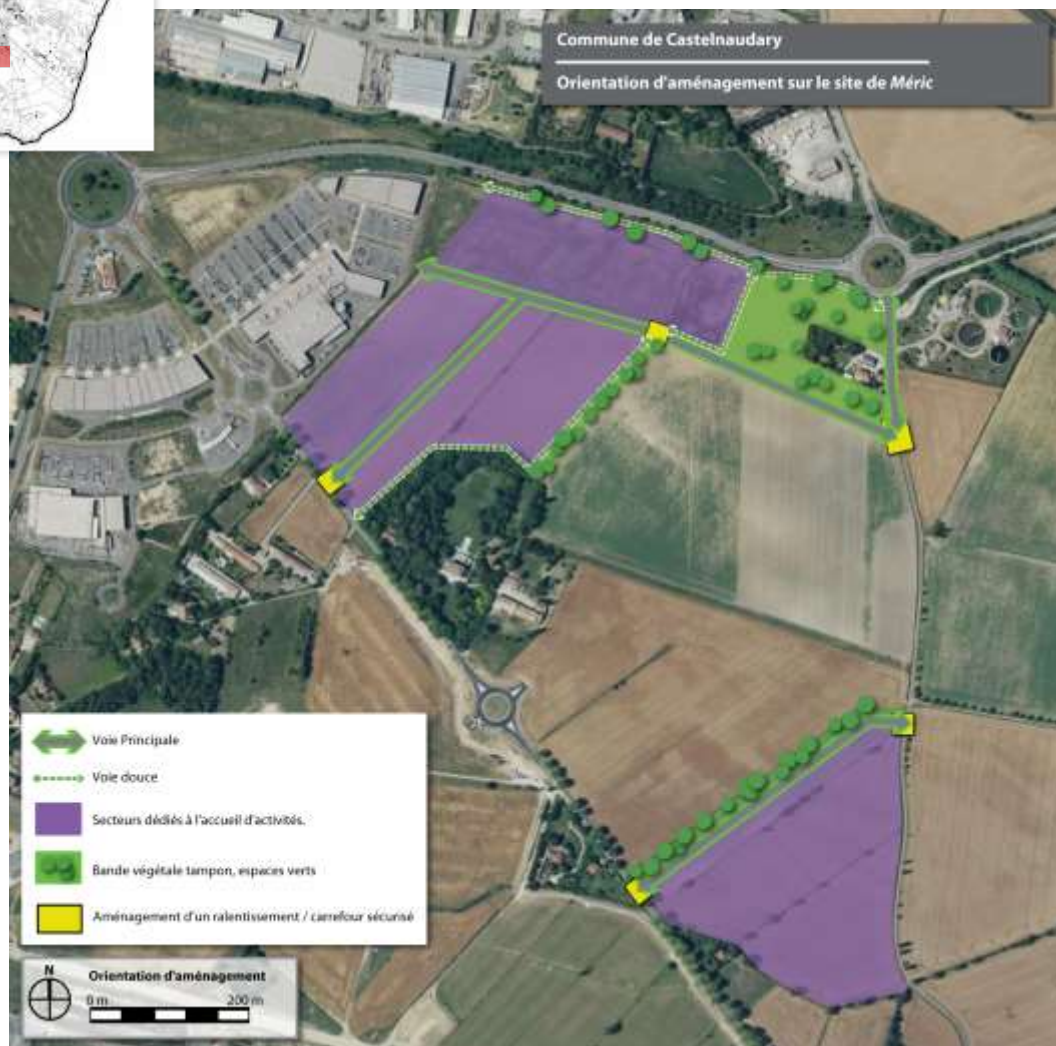 Commune de Castelnaudary
Orientation d'aménagement sur le site de Méric
Voie Principale
Voie douce
Secteurs dédiés à l'accueil d'activités.
Bande végétale tampon, espaces verts
Aménagement d'un ralentissement / carrefour sécurisé
N
Orientation d'aménagement
0 m
200 m